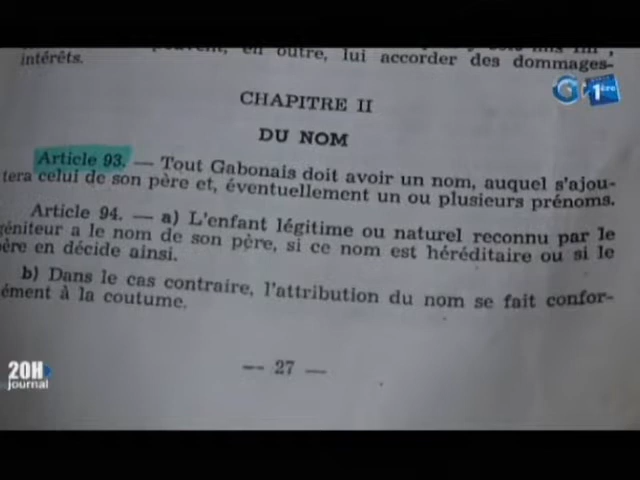 intérêts.
en outre, lui accorder des dommages-
1ère
CHAPITRE II
DU NOM
Article 93. — Tout Gabonais doit avoir un nom, auquel s'ajou-
tera celui de son père et, éventuellement un ou plusieurs prénoms.
Article 94. — a) L'enfant légitime ou naturel reconnu par le
géniteur a le nom de son père, si ce nom est héréditaire ou si le
père en décide ainsi.
b) Dans le cas contraire, l'attribution du nom se fait confor-
ément à la coutume.
— 27 —
20H
journal